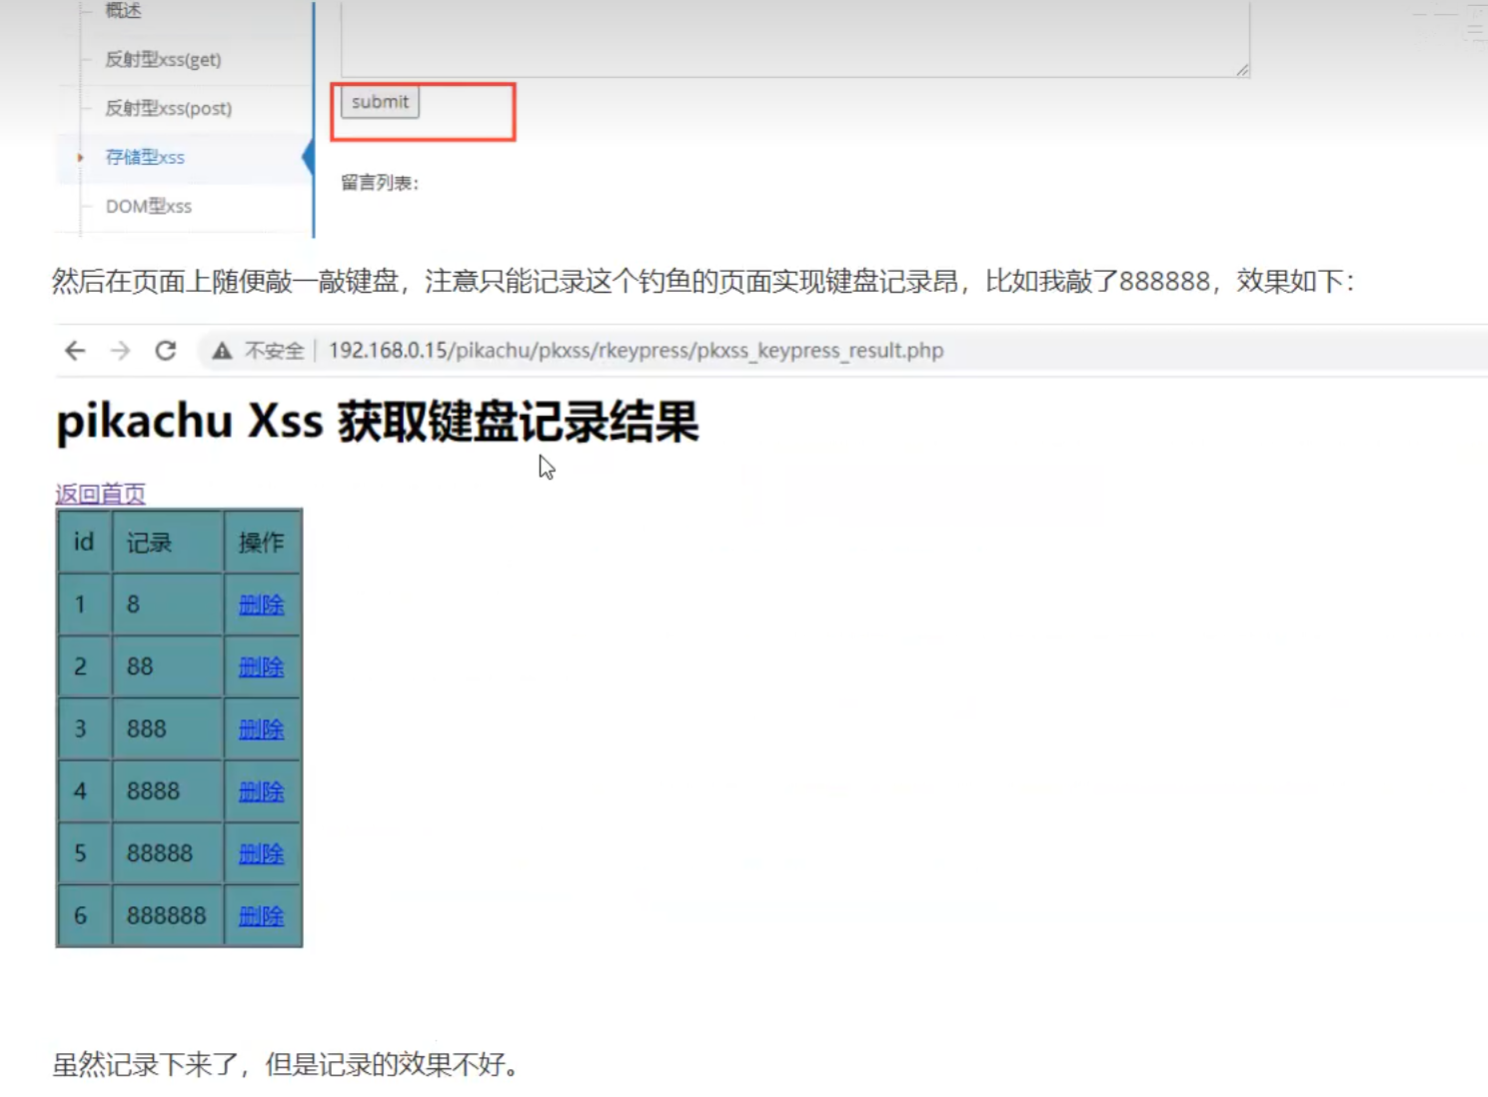 概述
反射型xss(get)
反射型xss(post)
存储型xss
DOM型xss
submit
留言列表：
然后在页面上随便敲一敲键盘，注意只能记录这个钓鱼的页面实现键盘记录昂，比如我敲了888888，效果如下：
不安全 192.168.0.15/pikachu/pkxss/rkeypress/pkxss_keypress_result.php
pikachu Xss 获取键盘记录结果
返回首页
id 记录 操作
1 8 删除
2 88 删除
3 888 删除
4 8888 删除
5 88888 删除
6 888888 删除
虽然记录下来了，但是记录的效果不好。